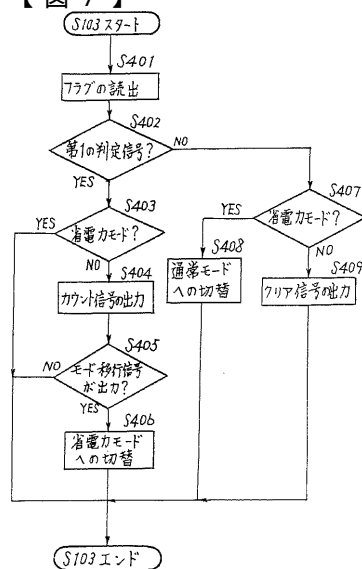 【図7】
S103スタート
S401
フラグの読出
S402
第1の判定信号?
NO
YES
S403
省電力モード?
YES
NO
S404
カウント信号の出力
S405
モード移行信号
が出力?
NO
YES
S406
省電力モード
への切替
S407
省電力モード?
YES
NO
S408
通常モード
への切替
S409
クリア信号の出力
S103エンド